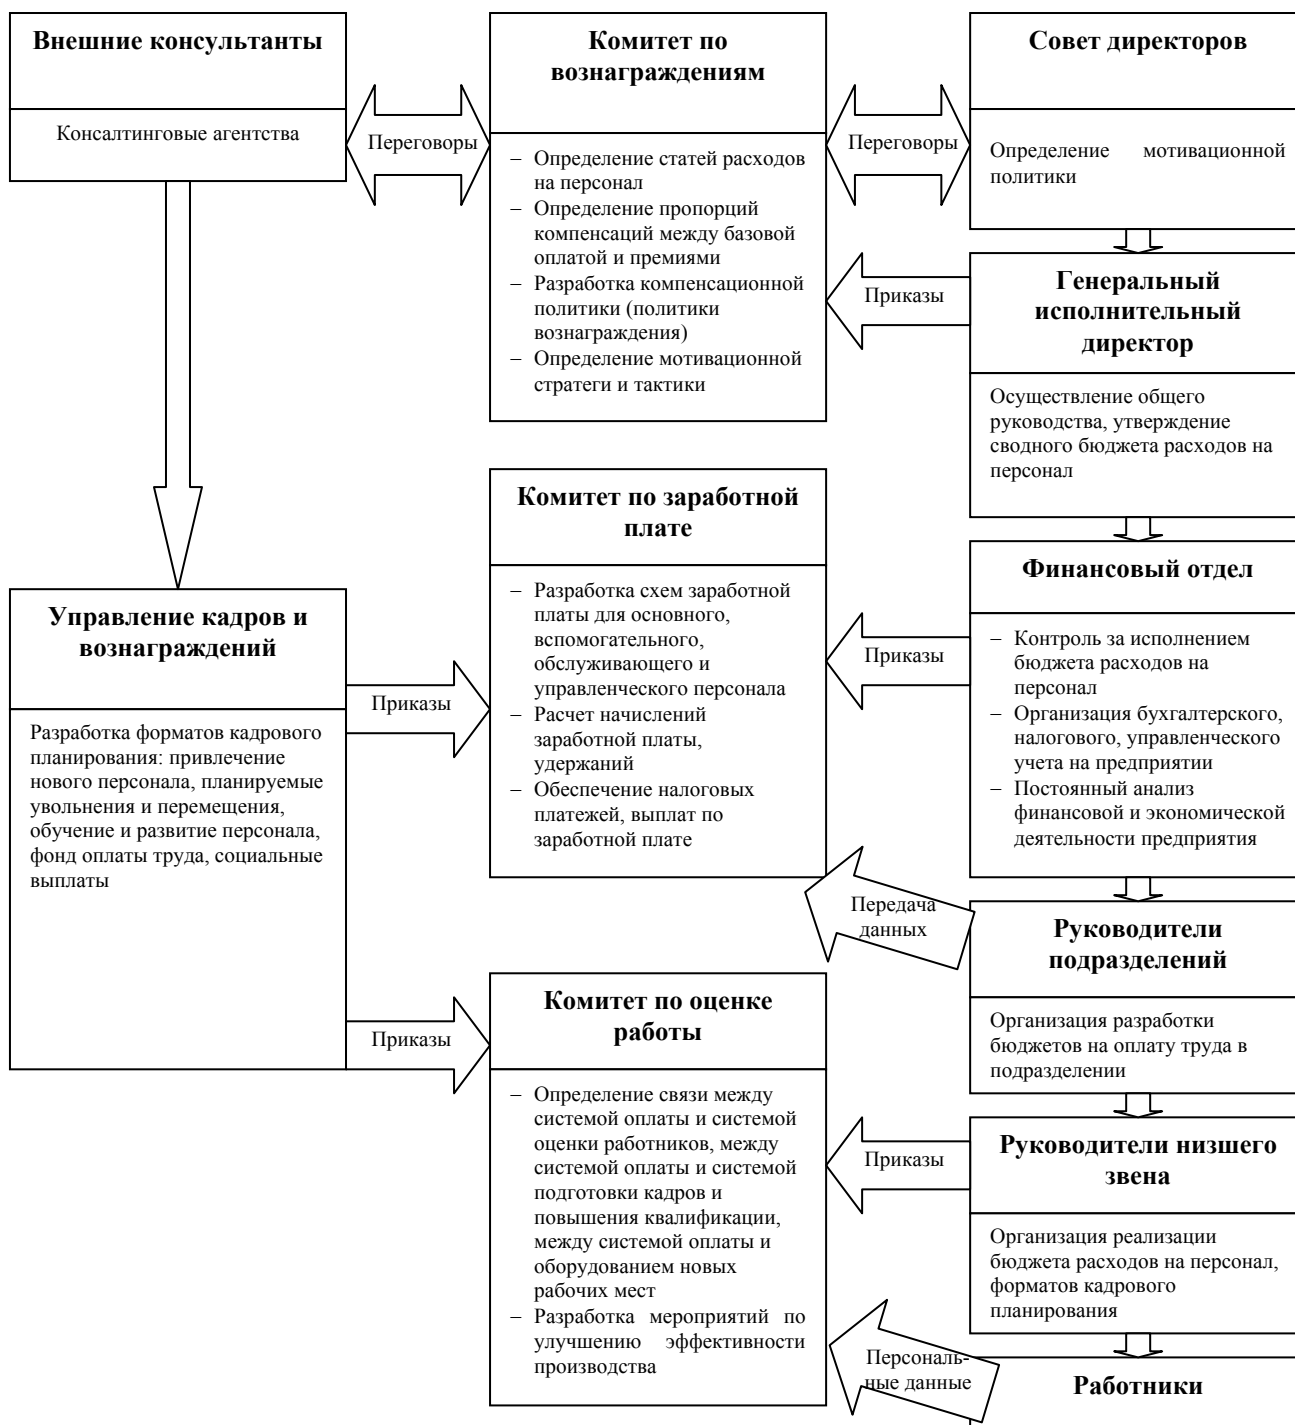 Внешние консультанты
Консалтинговые агентства
Переговоры
Комитет по
вознаграждениям
– Определение статей расходов
на персонал
– Определение пропорций
компенсаций между базовой
оплатой и премиями
– Разработка компенсационной
политики (политики
вознаграждения)
– Определение мотивационной
стратеги и тактики
Переговоры
Совет директоров
Определение мотивационной
политики
Приказы
Генеральный
исполнительный
директор
Осуществление общего
руководства, утверждение
сводного бюджета расходов на
персонал
Управление кадров и
вознаграждений
Разработка форматов кадрового
планирования: привлечение
нового персонала, планируемые
увольнения и перемещения,
обучение и развитие персонала,
фонд оплаты труда, социальные
выплаты
Приказы
Комитет по заработной
плате
– Разработка схем заработной
платы для основного,
вспомогательного,
обслуживающего и
управленческого персонала
– Расчет начислений
заработной платы,
удержаний
– Обеспечение налоговых
платежей, выплат по
заработной плате
Приказы
Финансовый отдел
– Контроль за исполнением
бюджета расходов на
персонал
– Организация бухгалтерского,
налогового, управленческого
учета на предприятии
– Постоянный анализ
финансовой и экономической
деятельности предприятия
Передача
данных
Руководители
подразделений
Организация разработки
бюджетов на оплату труда в
подразделении
Приказы
Комитет по оценке
работы
– Определение связи между
системой оплаты и системой
оценки работников, между
системой оплаты и системой
подготовки кадров и
повышения квалификации,
между системой оплаты и
оборудованием новых
рабочих мест
– Разработка мероприятий по
улучшению эффективности
производства
Приказы
Руководители низшего
звена
Организация реализации
бюджета расходов на персонал,
форматов кадрового
планирования
Персональ-
ные данные
Работники